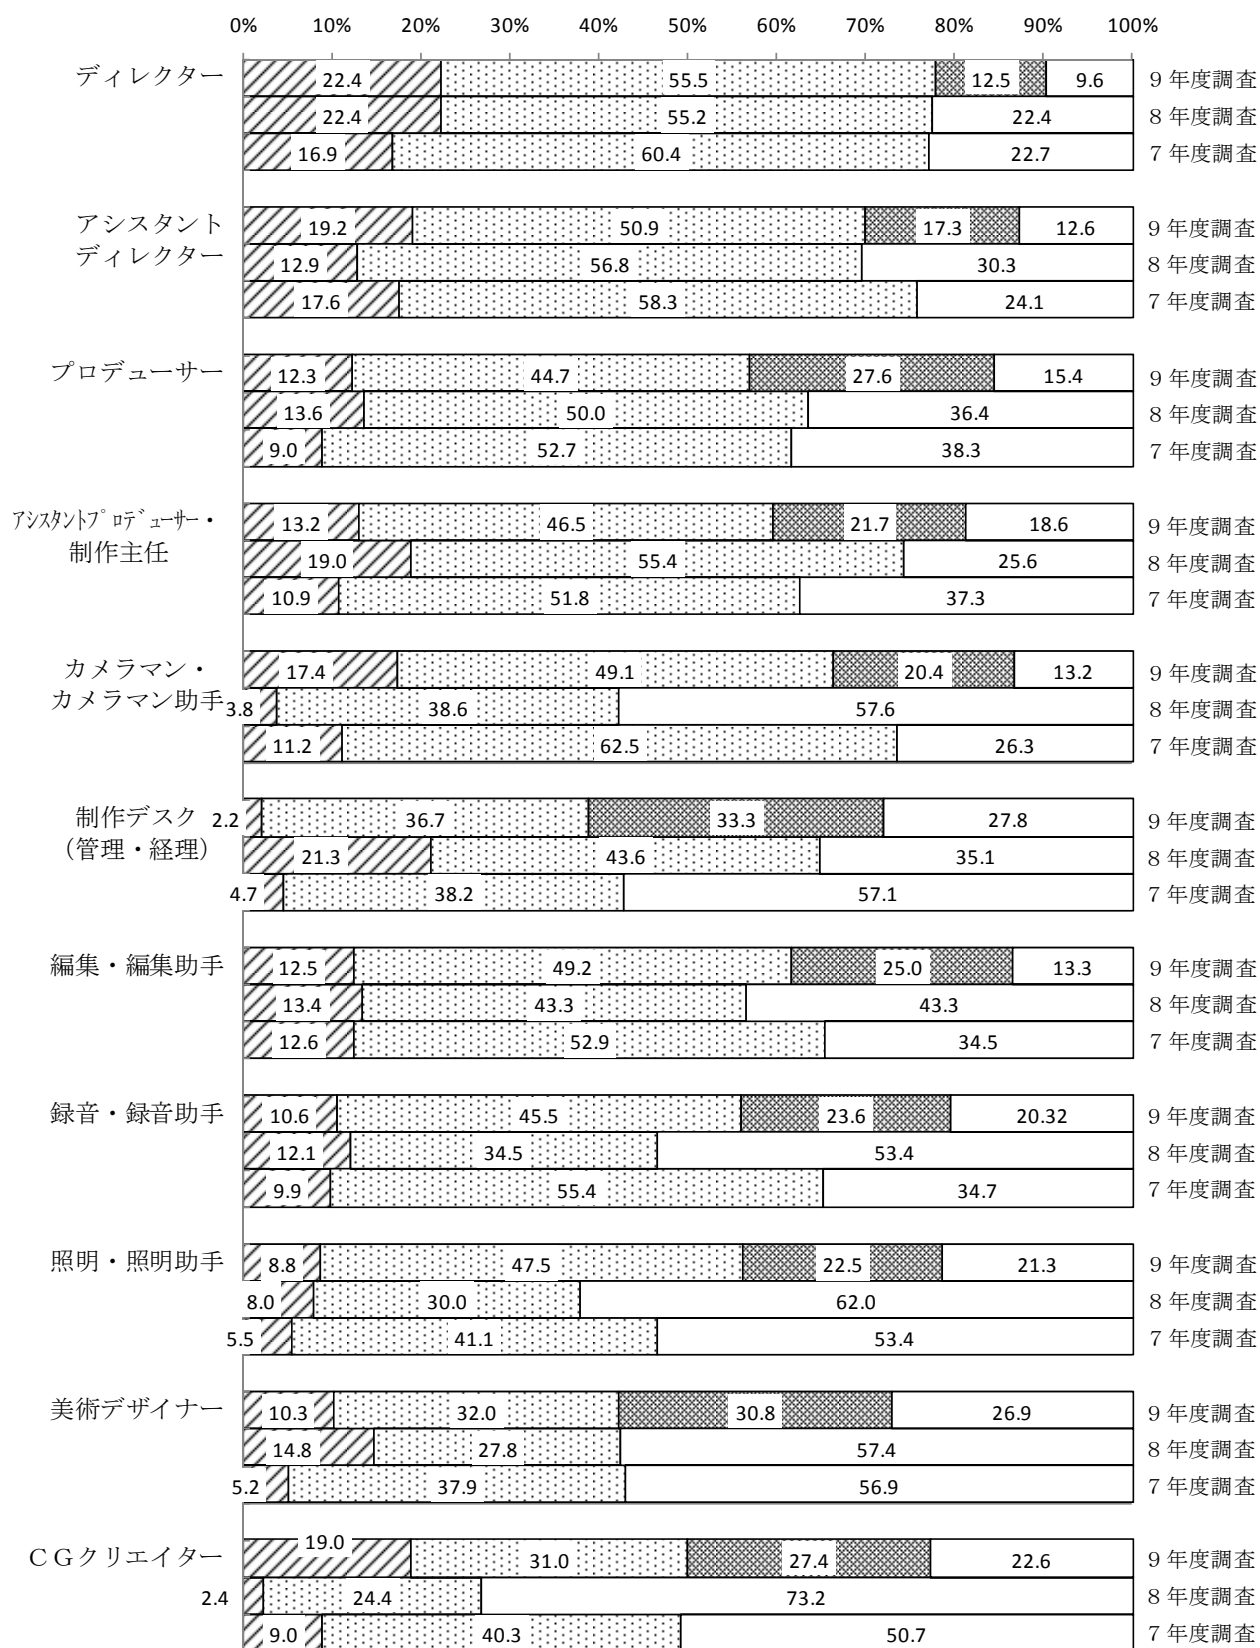 0% 10% 20% 30% 40% 50% 60% 70% 80% 90% 100%
ディレクター 22.4 55.5 12.5 9.6 9年度調査
22.4 55.2 22.4 8年度調査
16.9 60.4 22.7 7年度調査
アシスタント 19.2 50.9 17.3 12.6 9年度調査
ディレクター 12.9 56.8 30.3 8年度調査
17.6 58.3 24.1 7年度調査
プロデューサー 12.3 44.7 27.6 15.4 9年度調査
13.6 50.0 36.4 8年度調査
9.0 52.7 38.3 7年度調査
アシスタントプロデューサー・ 13.2 46.5 21.7 18.6 9年度調査
制作主任 19.0 55.4 25.6 8年度調査
10.9 51.8 37.3 7年度調査
カメラマン・ 17.4 49.1 20.4 13.2 9年度調査
カメラマン助手 3.8 38.6 57.6 8年度調査
11.2 62.5 26.3 7年度調査
制作デスク 2.2 36.7 33.3 27.8 9年度調査
（管理・経理） 21.3 43.6 35.1 8年度調査
4.7 38.2 57.1 7年度調査
編集・編集助手 12.5 49.2 25.0 13.3 9年度調査
13.4 43.3 43.3 8年度調査
12.6 52.9 34.5 7年度調査
録音・録音助手 10.6 45.5 23.6 20.32 9年度調査
12.1 34.5 53.4 8年度調査
9.9 55.4 34.7 7年度調査
照明・照明助手 8.8 47.5 22.5 21.3 9年度調査
8.0 30.0 62.0 8年度調査
5.5 41.1 53.4 7年度調査
美術デザイナー 10.3 32.0 30.8 26.9 9年度調査
14.8 27.8 57.4 8年度調査
5.2 37.9 56.9 7年度調査
ＣＧクリエイター 19.0 31.0 27.4 22.6 9年度調査
2.4 24.4 73.2 8年度調査
9.0 40.3 50.7 7年度調査